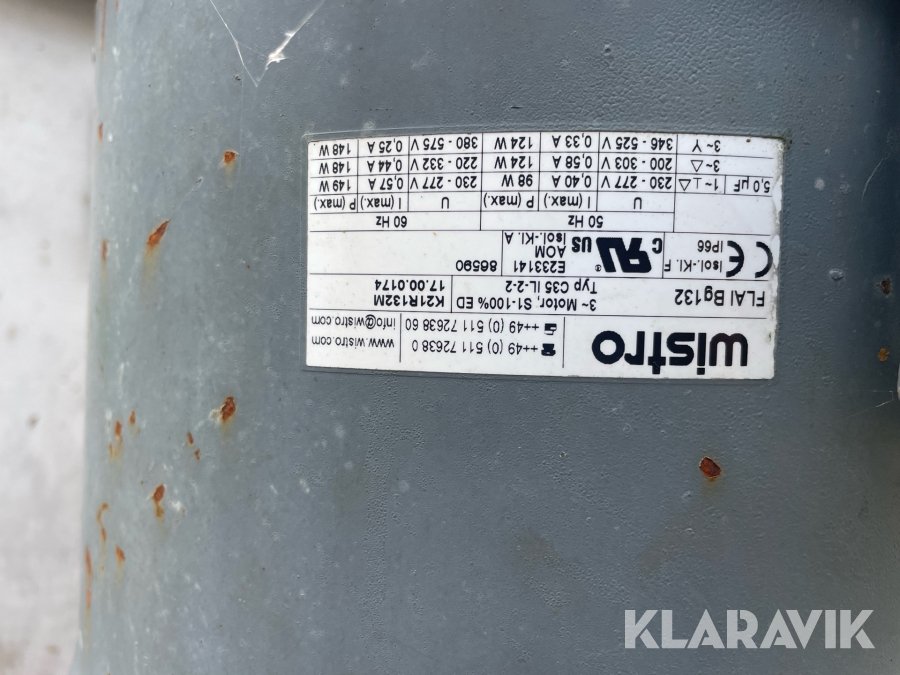 wistro
☎ ++49 (0) 511 72638 0
++49 (0) 511 72638 60
www.wistro.com
info@wistro.com
FLAI Bg132
3~ Motor, S1-100% ED
K21R132M
Typ C35 IL-2-2
17.00.0174
CE Isol.-Kl. F
IP66
c UR ® US
E233141
86590
AOM
Isol.-Kl. A
50 Hz
60 Hz
U I (max.) P (max.) U I (max.) P (max.)
5,0 µF 1~ ⊥ △ 230 - 277 V 0,40 A 98 W 230 - 277 V 0,57 A 149 W
3~ △ 200 - 303 V 0,58 A 124 W 220 - 332 V 0,44 A 148 W
3~ Y 346 - 525 V 0,33 A 124 W 380 - 575 V 0,25 A 148 W
KLARAVIK